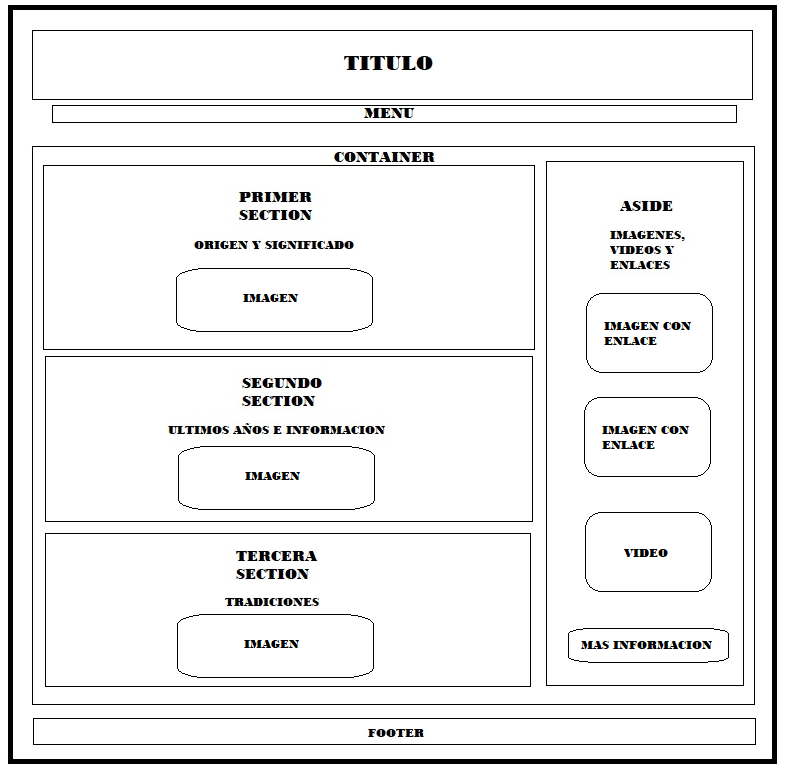 TITULO
MENU
CONTAINER
PRIMER
SECTION
ORIGEN Y SIGNIFICADO
IMAGEN
SEGUNDO
SECTION
ULTIMOS AÑOS E INFORMACION
IMAGEN
TERCERA
SECTION
TRADICIONES
IMAGEN
ASIDE
IMAGENES,
VIDEOS Y
ENLACES
IMAGEN CON
ENLACE
IMAGEN CON
ENLACE
VIDEO
MAS INFORMACION
FOOTER